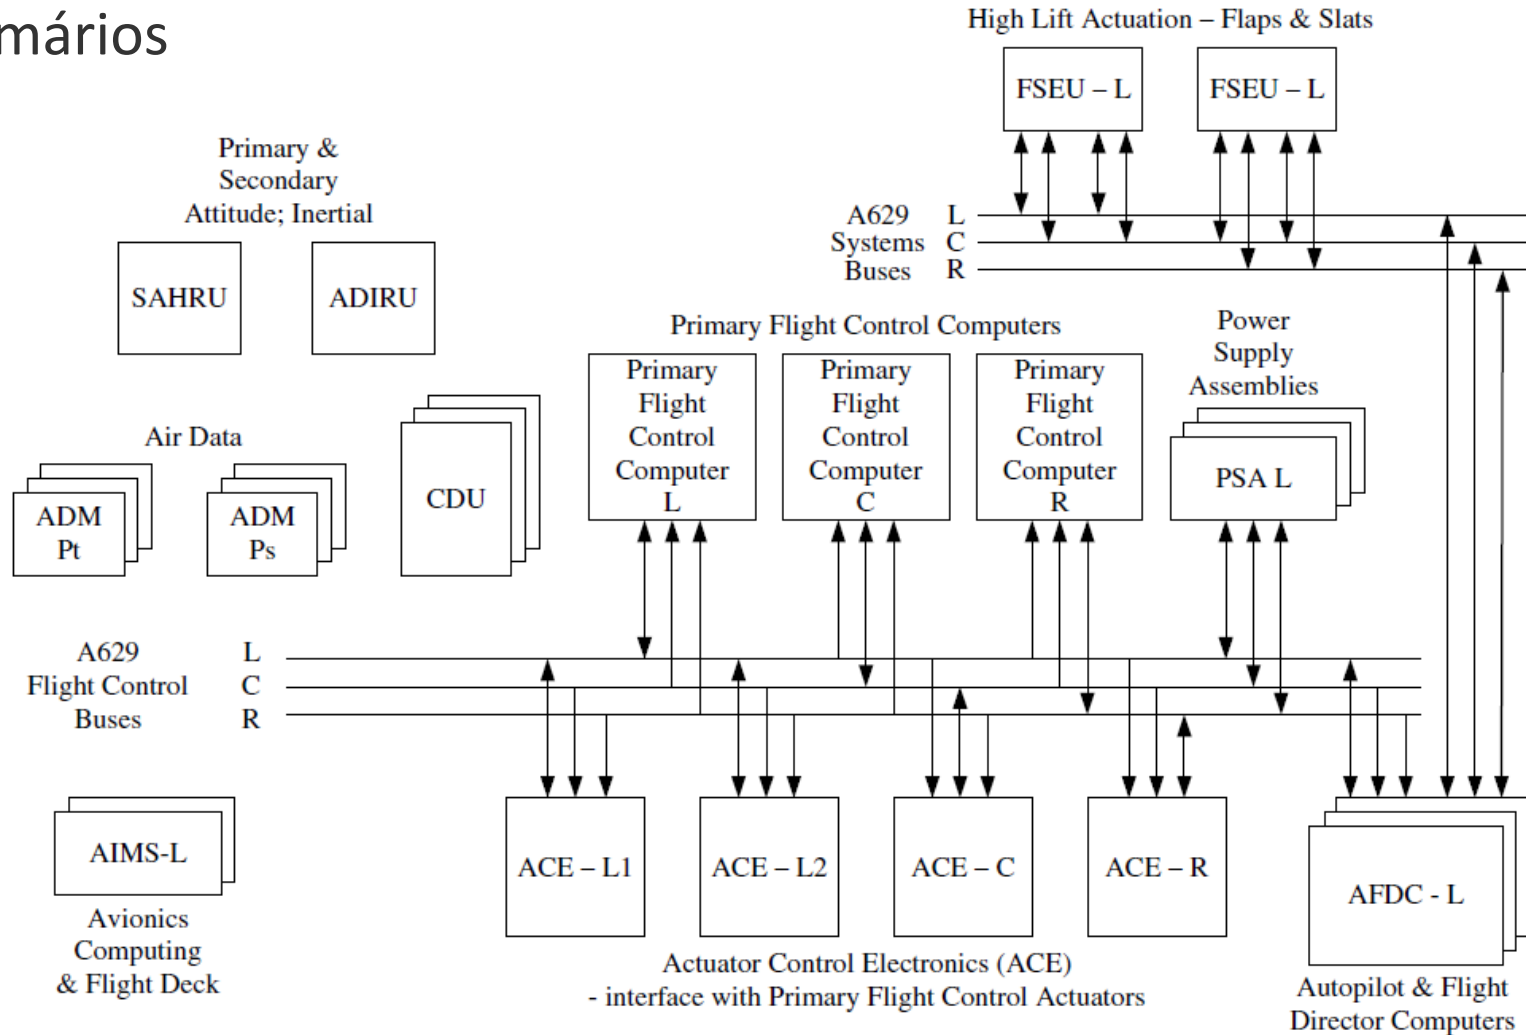 mários
High Lift Actuation – Flaps & Slats
FSEU – L
FSEU – L
Primary &
Secondary
Attitude; Inertial
SAHRU
ADIRU
A629 L
Systems C
Buses R
Primary Flight Control Computers
Primary
Flight
Control
Computer
L
Primary
Flight
Control
Computer
C
Primary
Flight
Control
Computer
R
Power
Supply
Assemblies
PSA L
Air Data
ADM
Pt
ADM
Ps
CDU
A629 L
Flight Control C
Buses R
AIMS-L
Avionics
Computing
& Flight Deck
ACE – L1
ACE – L2
ACE – C
ACE – R
Actuator Control Electronics (ACE)
- interface with Primary Flight Control Actuators
AFDC - L
Autopilot & Flight
Director Computers